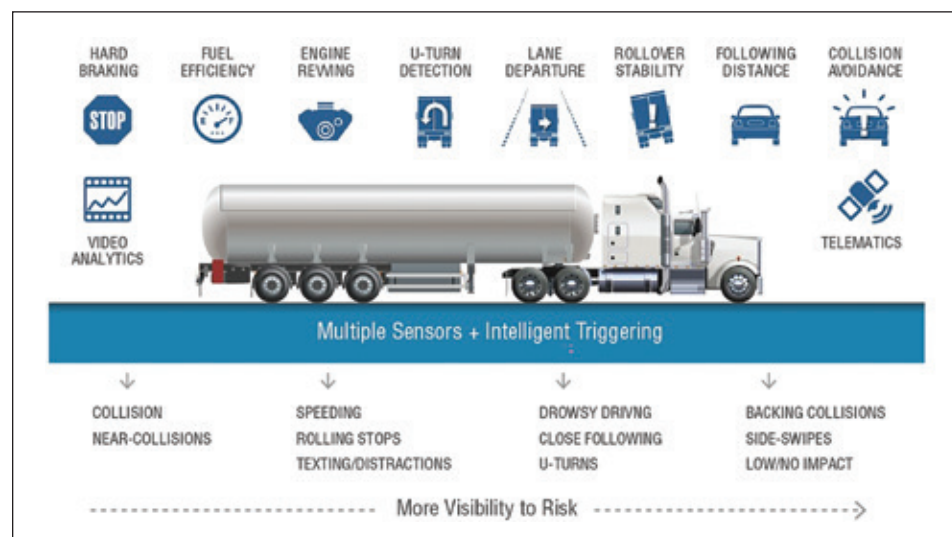 HARD
BRAKING
FUEL
EFFICIENCY
ENGINE
REVVING
U-TURN
DETECTION
LANE
DEPARTURE
ROLLOVER
STABILITY
FOLLOWING
DISTANCE
COLLISION
AVOIDANCE
STOP
VIDEO
ANALYTICS
TELEMATICS
Multiple Sensors + Intelligent Triggering
COLLISION
NEAR-COLLISIONS
SPEEDING
ROLLING STOPS
TEXTING/DISTRACTIONS
DROWSY DRIVNG
CLOSE FOLLOWING
U-TURNS
BACKING COLLISIONS
SIDE-SWIPES
LOW/NO IMPACT
More Visibility to Risk